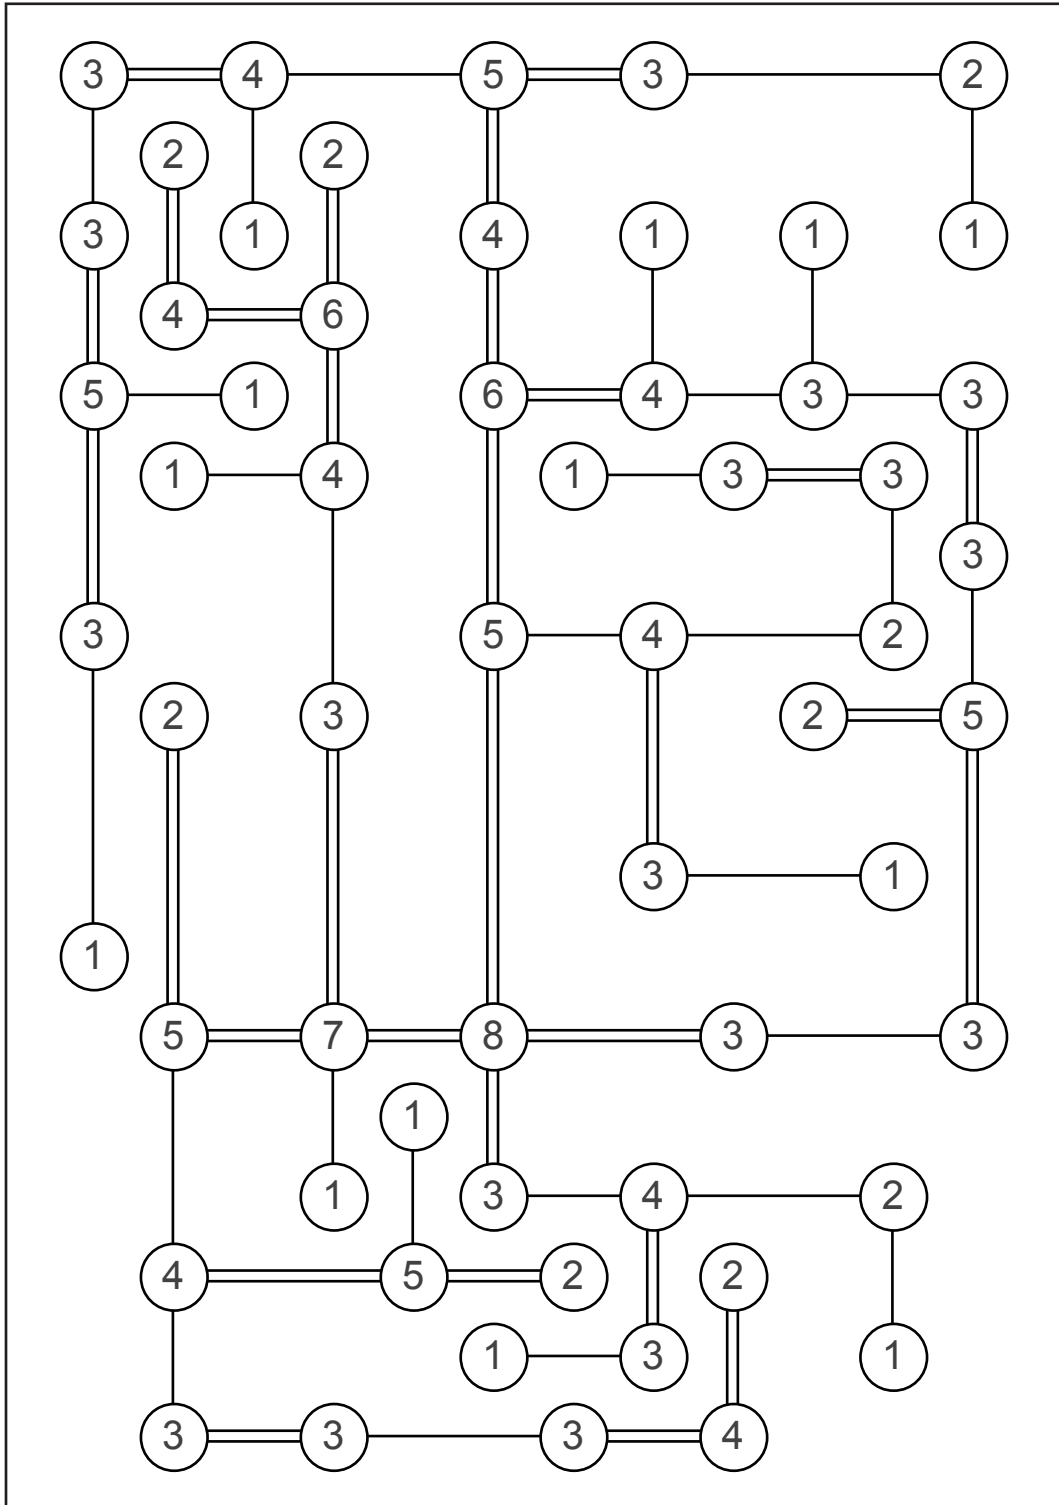 3 4 5 3 2
2 2
3 1 4 1 1 1
4 6
5 1 6 4 3 3
1 4 1 3 3
3
3 5 4 2
2 3 2 5
3 1
1
5 7 8 3 3
1
1 3 4 2
4 5 2 2
1 3 1
3 3 3 4